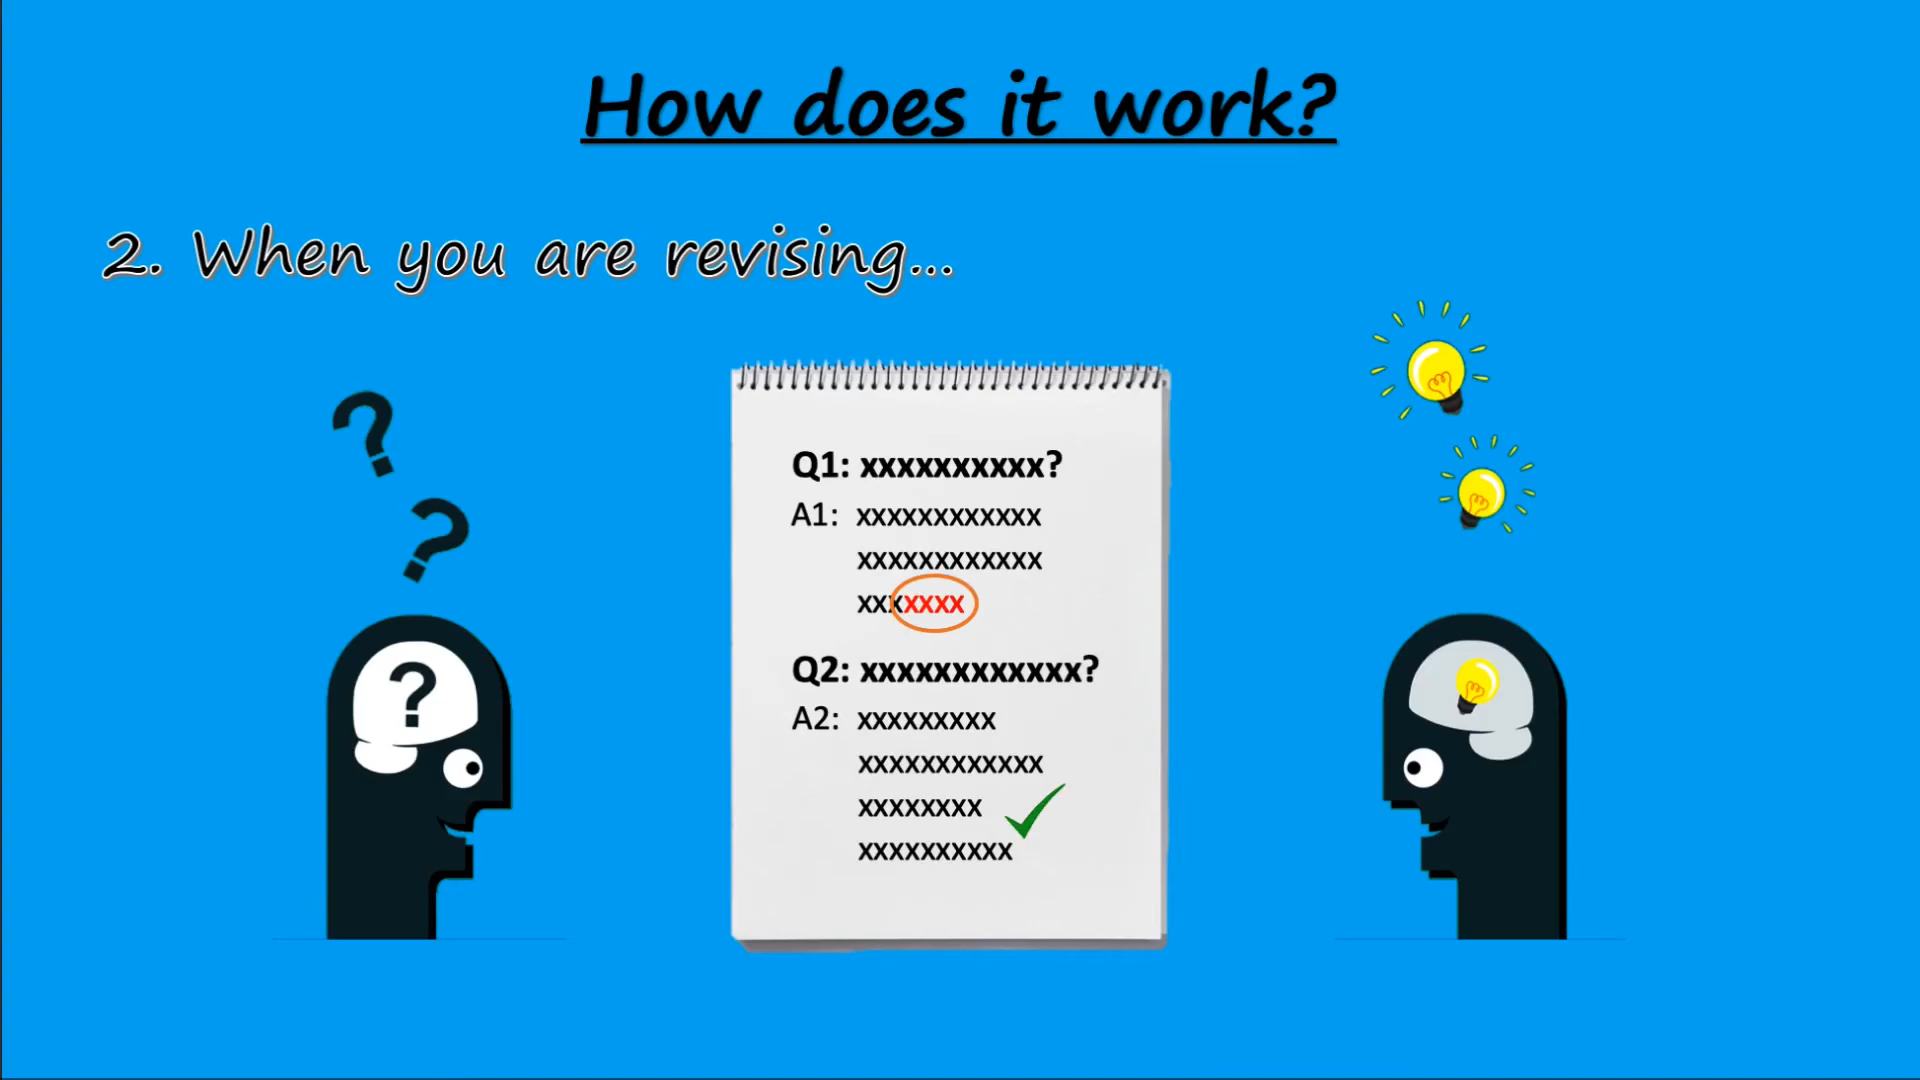 How does it work?
2. When you are revising...
?
?
?
Q1: xxxxxxxxxx?
A1: xxxxxxxxxxxx
xxxxxxxxxxxx
xxxxxxx
Q2: xxxxxxxxxxxx?
A2: xxxxxxxxx
xxxxxxxxxxxx
xxxxxxxx
xxxxxxxxxx